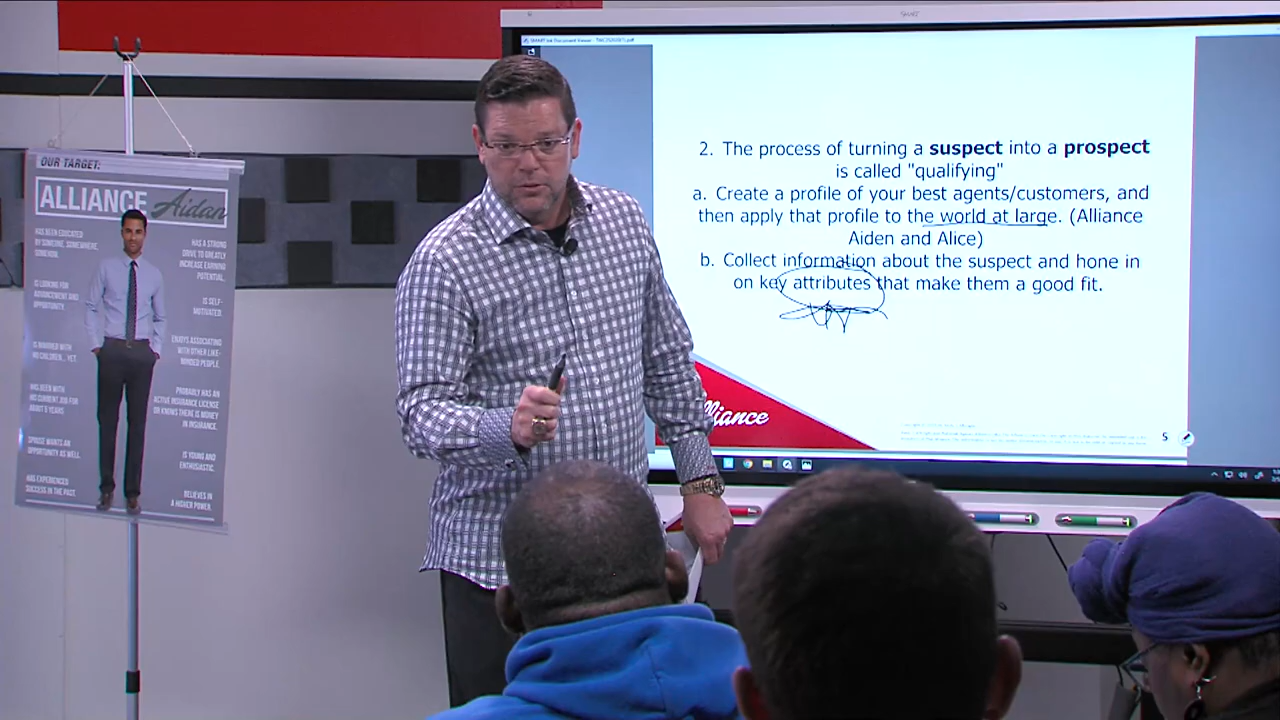 SMART
OUR TARGET:
ALLIANCE Aidan
HAS BEEN EDUCATED
BY SOMEONE, SOMEWHERE,
SOMEHOW.
IS LOOKING FOR
ADVANCEMENT AND
OPPORTUNITY.
IS MARRIED WITH
NO CHILDREN... YET.
HAS BEEN WITH
HIS CURRENT JOB FOR
ABOUT 5 YEARS
SPOUSE WANTS AN
OPPORTUNITY AS WELL.
HAS EXPERIENCED
SUCCESS IN THE PAST.
HAS A STRONG
DRIVE TO GREATLY
INCREASE EARNING
POTENTIAL.
IS SELF-
MOTIVATED.
ENJOYS ASSOCIATING
WITH OTHER LIKE-
MINDED PEOPLE.
PROBABLY HAS AN
ACTIVE INSURANCE LICENSE
OR KNOWS THERE IS MONEY
IN INSURANCE.
IS YOUNG AND
ENTHUSIASTIC.
BELIEVES IN
A HIGHER POWER.
2. The process of turning a suspect into a prospect
is called "qualifying"
a. Create a profile of your best agents/customers, and
then apply that profile to the world at large. (Alliance
Aiden and Alice)
b. Collect information about the suspect and hone in
on key attributes that make them a good fit.
liance
5